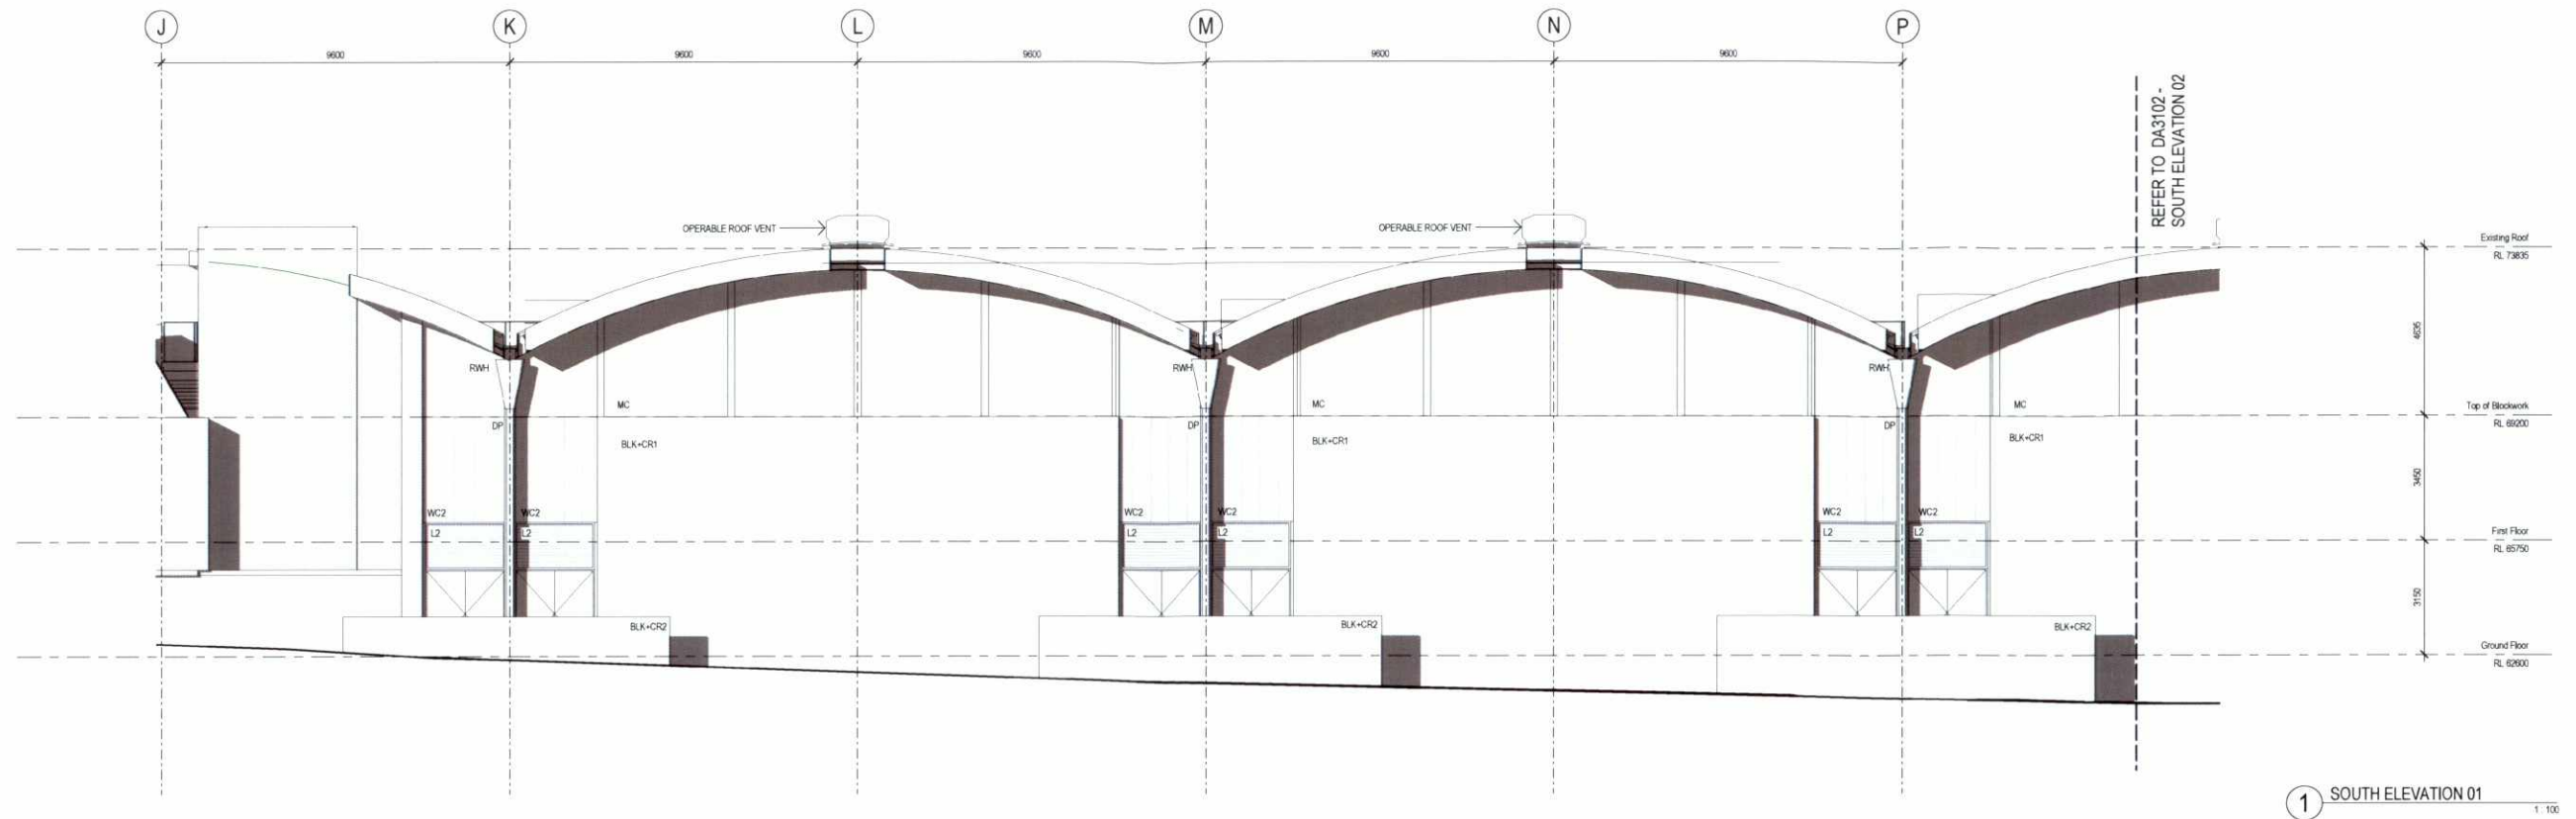 J K L M N P
9600 9600 9600 9600 9600
REFER TO DA3102 -
SOUTH ELEVATION 02
OPERABLE ROOF VENT OPERABLE ROOF VENT
Existing Roof
RL 73835
4635
RWH RWH RWH
MC MC MC
Top of Blockwork
RL 69200
DP DP DP
BLK+CR1 BLK+CR1 BLK+CR1
3450
WC2 WC2 WC2 WC2 WC2 WC2
L2 L2 L2 L2 L2 L2
First Floor
RL 65750
3150
BLK+CR2 BLK+CR2 BLK+CR2
Ground Floor
RL 62600
1 SOUTH ELEVATION 01
1 : 100